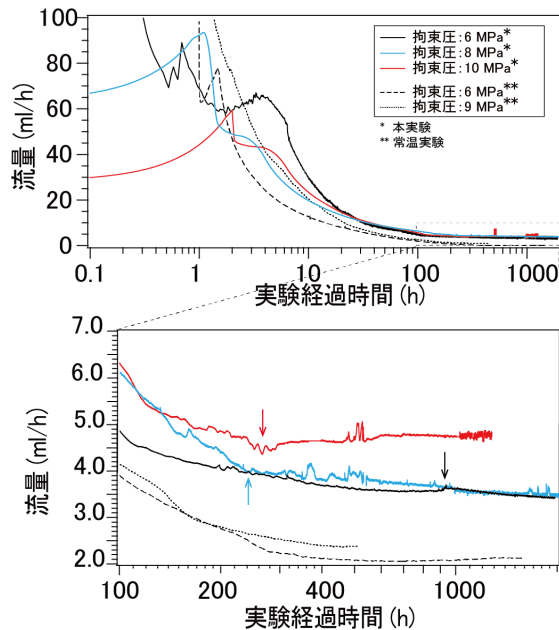 100
80
60
40
20
0
流量 (ml/h)
0.1
1
10
100
1000
実験経過時間 (h)
拘束圧:6 MPa*
拘束圧:8 MPa*
拘束圧:10 MPa*
拘束圧:6 MPa**
拘束圧:9 MPa**
* 本実験
** 常温実験
7.0
6.0
5.0
4.0
3.0
2.0
流量 (ml/h)
100
200
400
600
1000
実験経過時間 (h)